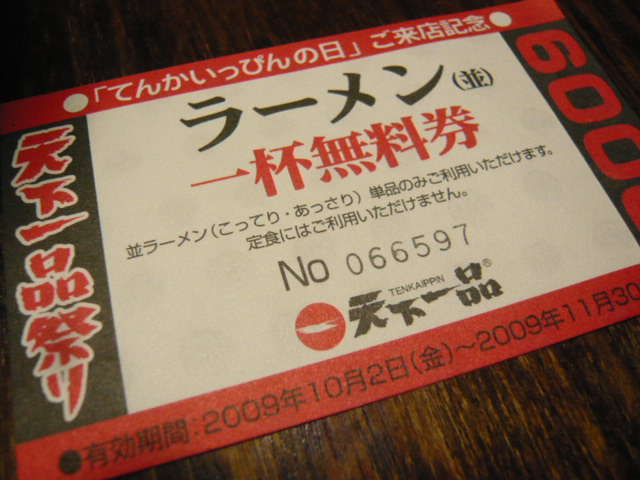 ●「てんかいっぴんの日」ご来店記念●
天下一品祭り
ラーメン(並)
一杯無料券
並ラーメン(こってり・あっさり)単品のみご利用いただけます。
定食にはご利用いただけません。
No 066597
TENKAIPPIN
天下一品®
●有効期間:2009年10月2日(金)~2009年11月30
600